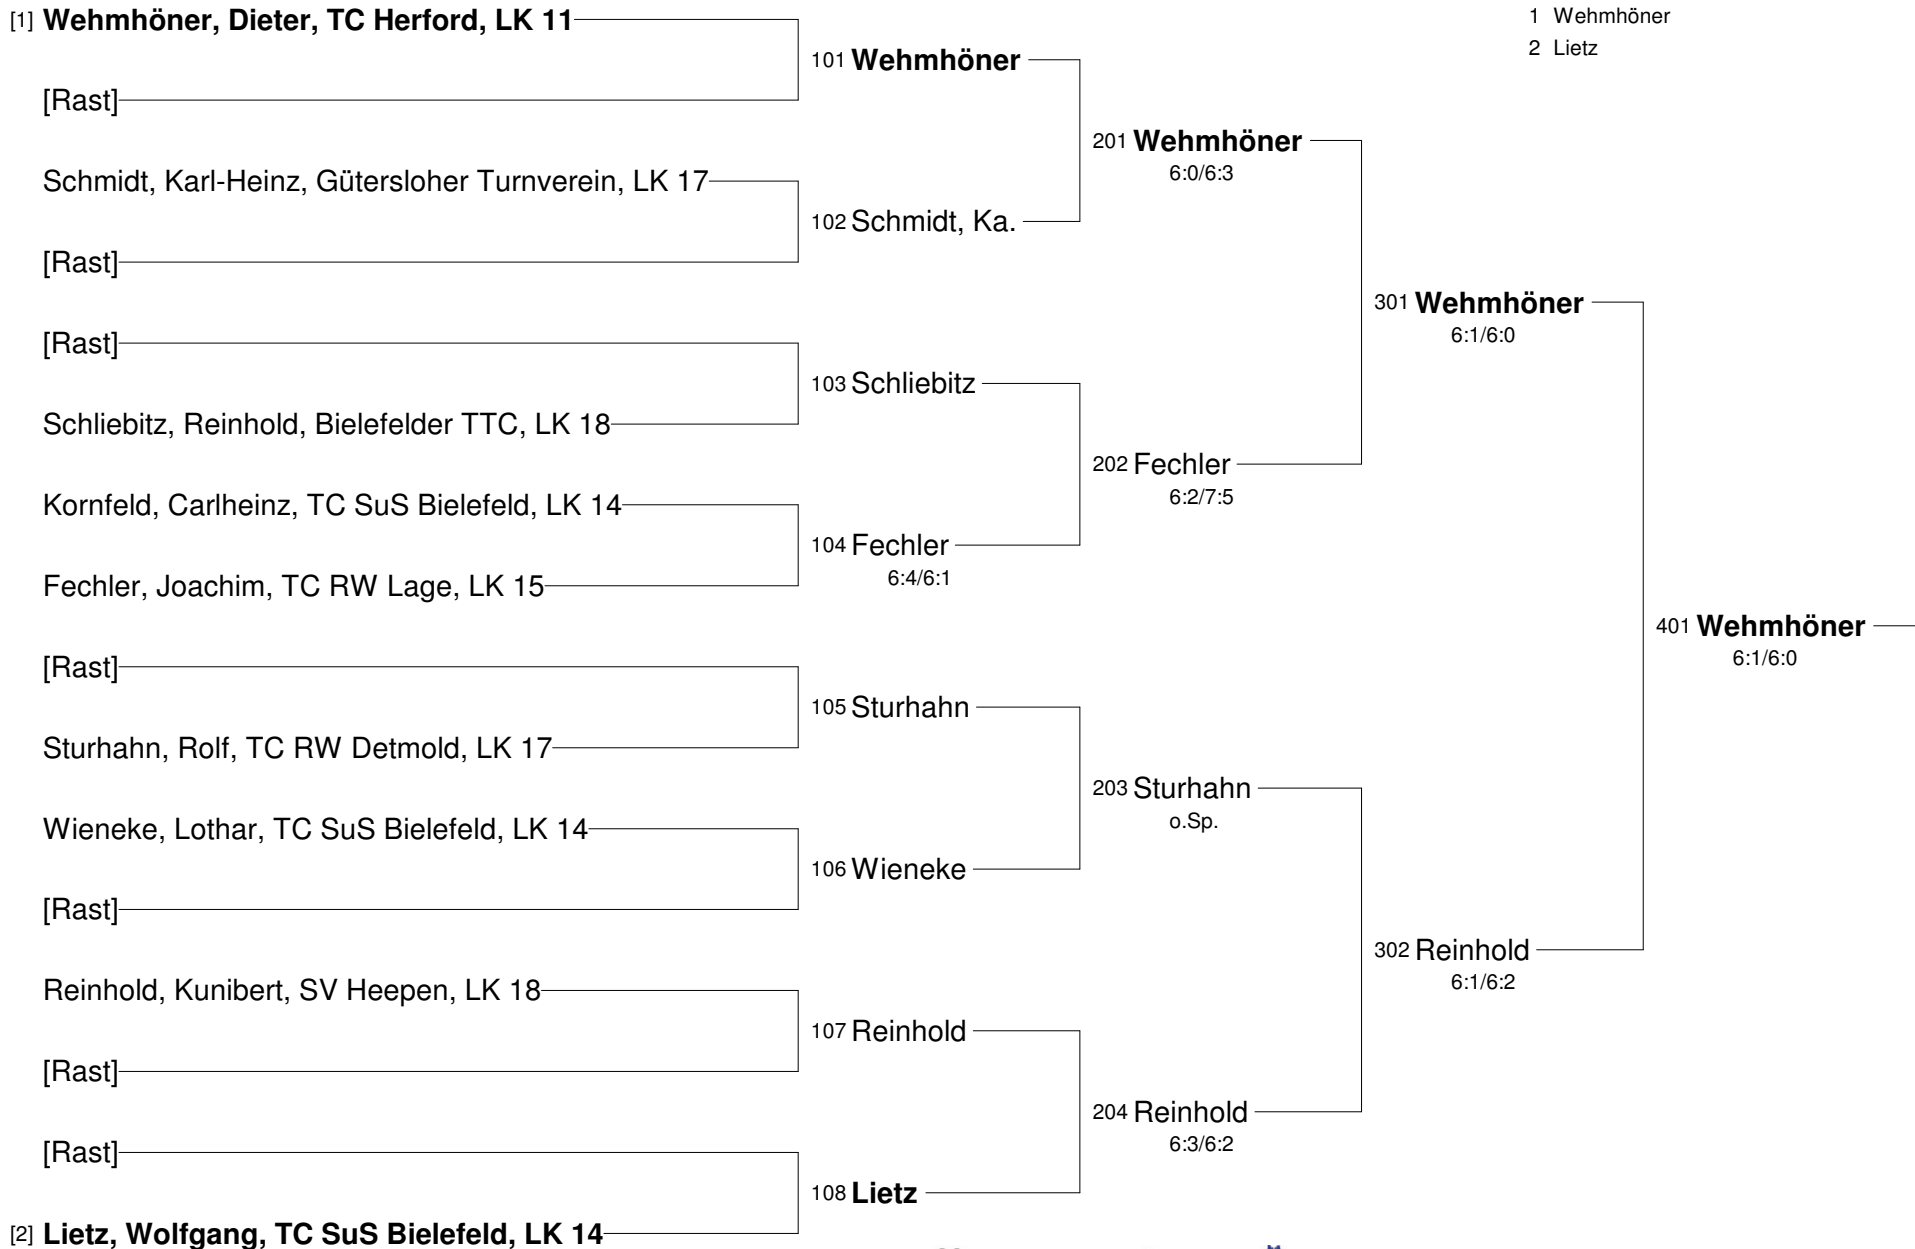 [1] Wehmhöner, Dieter, TC Herford, LK 11
[Rast]
Schmidt, Karl-Heinz, Gütersloher Turnverein, LK 17
[Rast]
[Rast]
Schliebitz, Reinhold, Bielefelder TTC, LK 18
Kornfeld, Carlheinz, TC SuS Bielefeld, LK 14
Fechler, Joachim, TC RW Lage, LK 15
[Rast]
Sturhahn, Rolf, TC RW Detmold, LK 17
Wieneke, Lothar, TC SuS Bielefeld, LK 14
[Rast]
Reinhold, Kunibert, SV Heepen, LK 18
[Rast]
[Rast]
[2] Lietz, Wolfgang, TC SuS Bielefeld, LK 14
101 Wehmhöner
102 Schmidt, Ka.
103 Schliebitz
104 Fechler
6:4/6:1
105 Sturhahn
106 Wieneke
107 Reinhold
108 Lietz
201 Wehmhöner
6:0/6:3
202 Fechler
6:2/7:5
203 Sturhahn
o.Sp.
204 Reinhold
6:3/6:2
301 Wehmhöner
6:1/6:0
302 Reinhold
6:1/6:2
401 Wehmhöner
6:1/6:0
1 Wehmhöner
2 Lietz